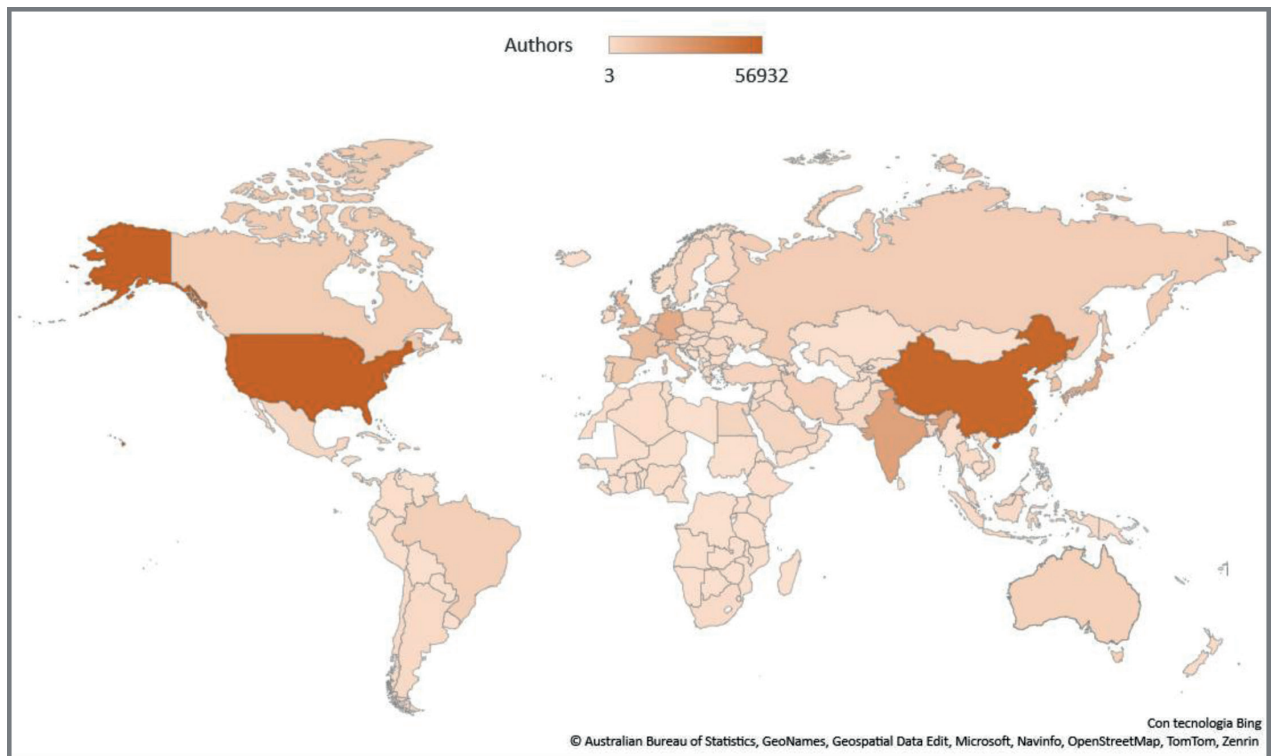 Authors
3 56932
Con tecnologia Bing
© Australian Bureau of Statistics, GeoNames, Geospatial Data Edit, Microsoft, Navinfo, OpenStreetMap, TomTom, Zenrin